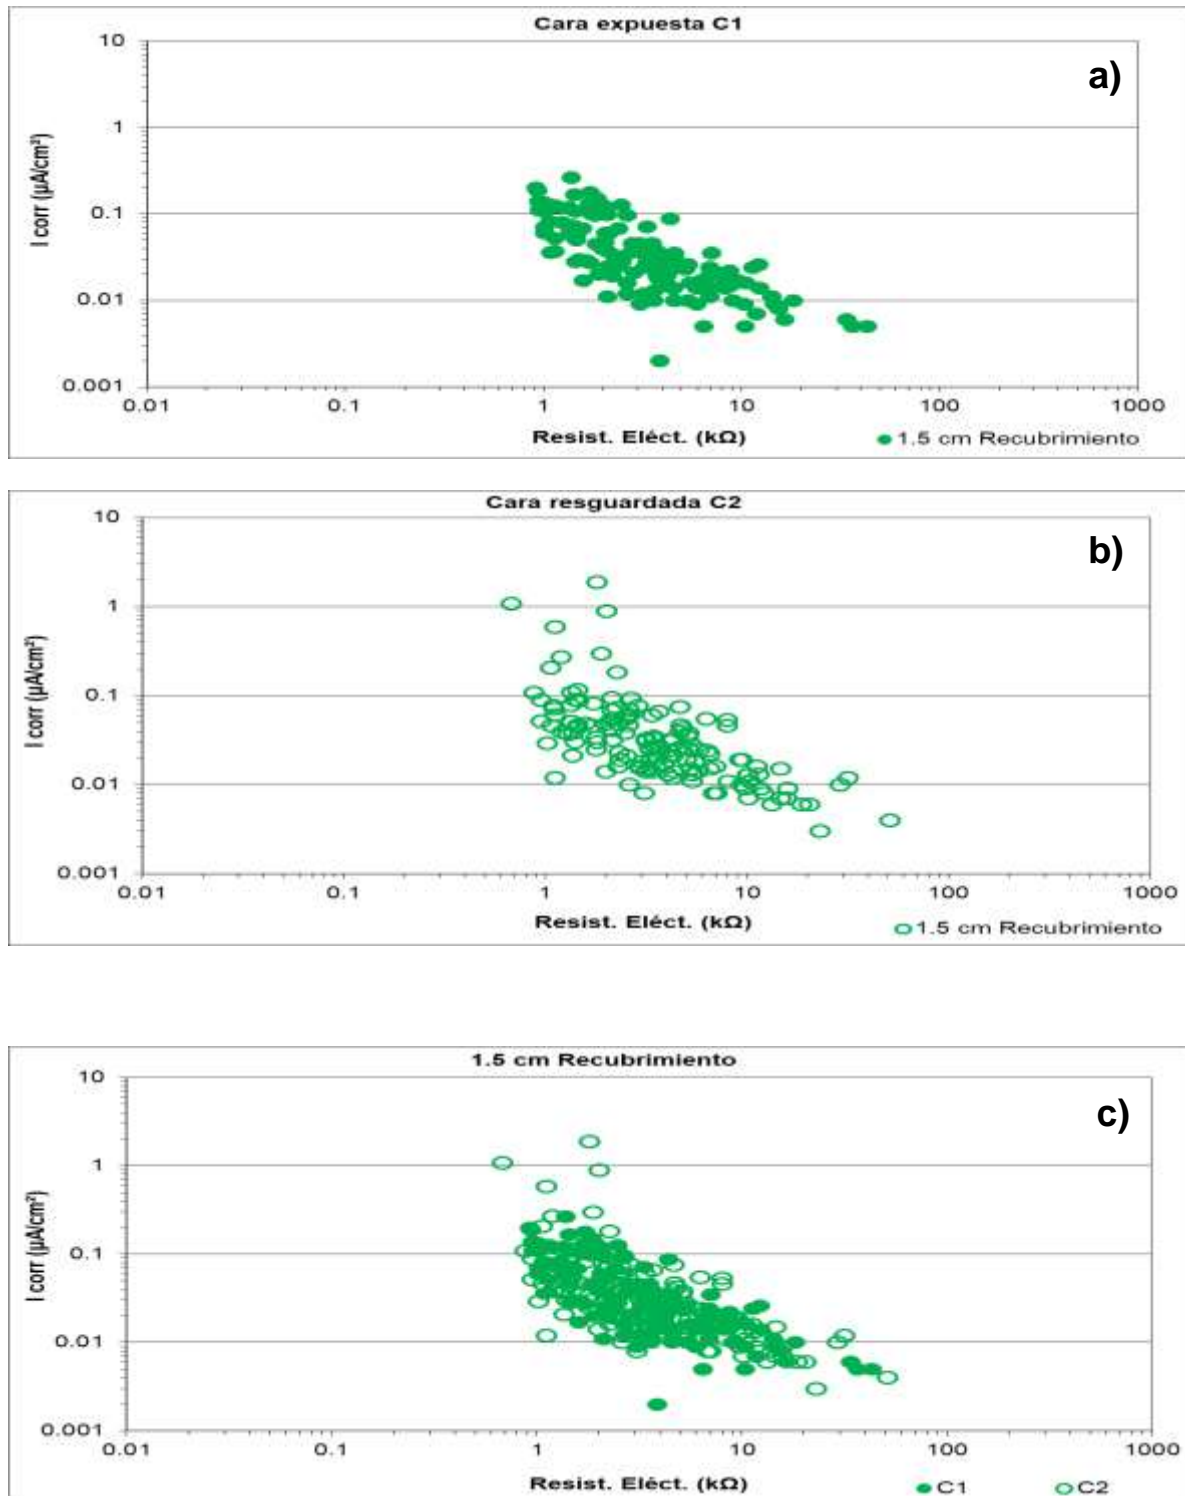 Cara expuesta C1
a)
10
1
0.1
0.01
0.001
I corr (µA/cm²)
0.01 0.1 1 10 100 1000
Resist. Eléct. (kΩ)
1.5 cm Recubrimiento
Cara resguardada C2
b)
10
1
0.1
0.01
0.001
I corr (µA/cm²)
0.01 0.1 1 10 100 1000
Resist. Eléct. (kΩ)
1.5 cm Recubrimiento
1.5 cm Recubrimiento
c)
10
1
0.1
0.01
0.001
I corr (µA/cm²)
0.01 0.1 1 10 100 1000
Resist. Eléct. (kΩ)
C1 C2